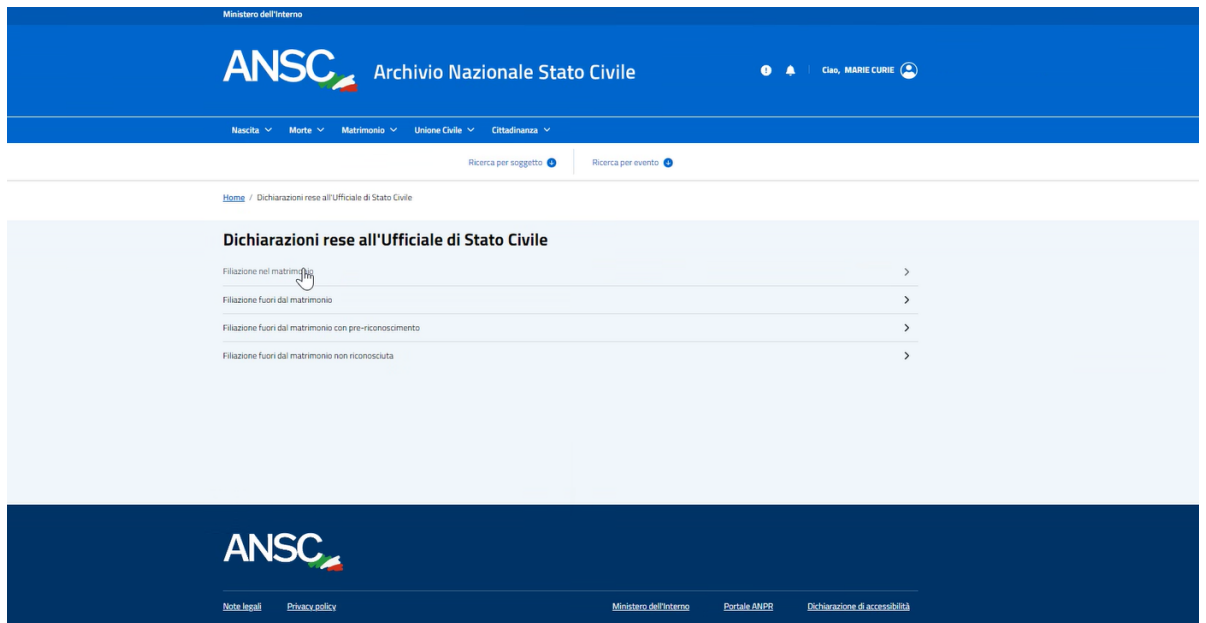 Ministero dell'Interno
ANSC Archivio Nazionale Stato Civile Ciao, MARIE CURIE
Nascita Morte Matrimonio Unione Civile Cittadinanza
Ricerca per soggetto Ricerca per evento
Home / Dichiarazioni rese all'Ufficiale di Stato Civile
Dichiarazioni rese all'Ufficiale di Stato Civile
Filiazione nel matrimonio
Filiazione fuori dal matrimonio
Filiazione fuori dal matrimonio con pre-riconoscimento
Filiazione fuori dal matrimonio non riconosciuta
ANSC
Note legali Privacy policy Ministero dell'Interno Portale ANPR Dichiarazione di accessibilità